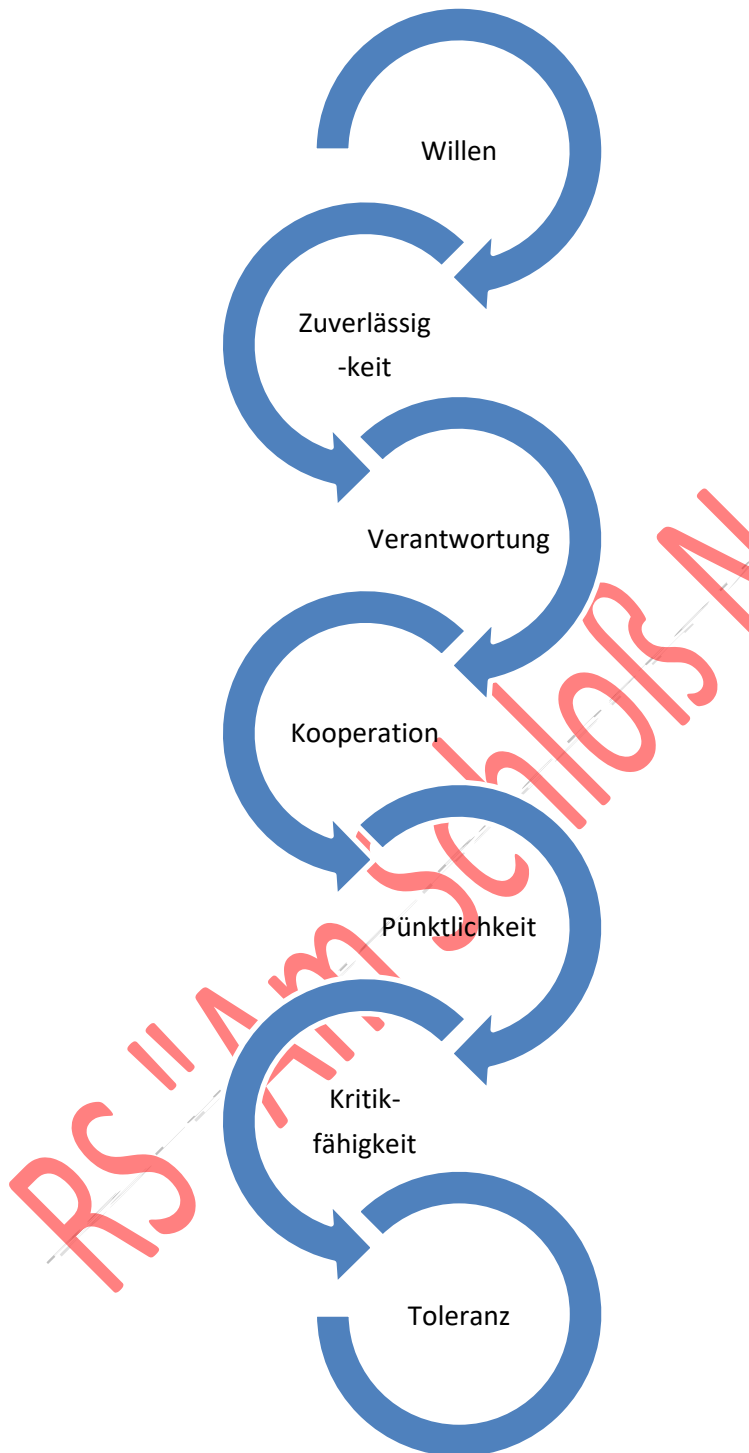 Willen
Zuverlässig
-keit
Verantwortung
Kooperation
Pünktlichkeit
Kritik-
fähigkeit
Toleranz
RS "Am Schloß